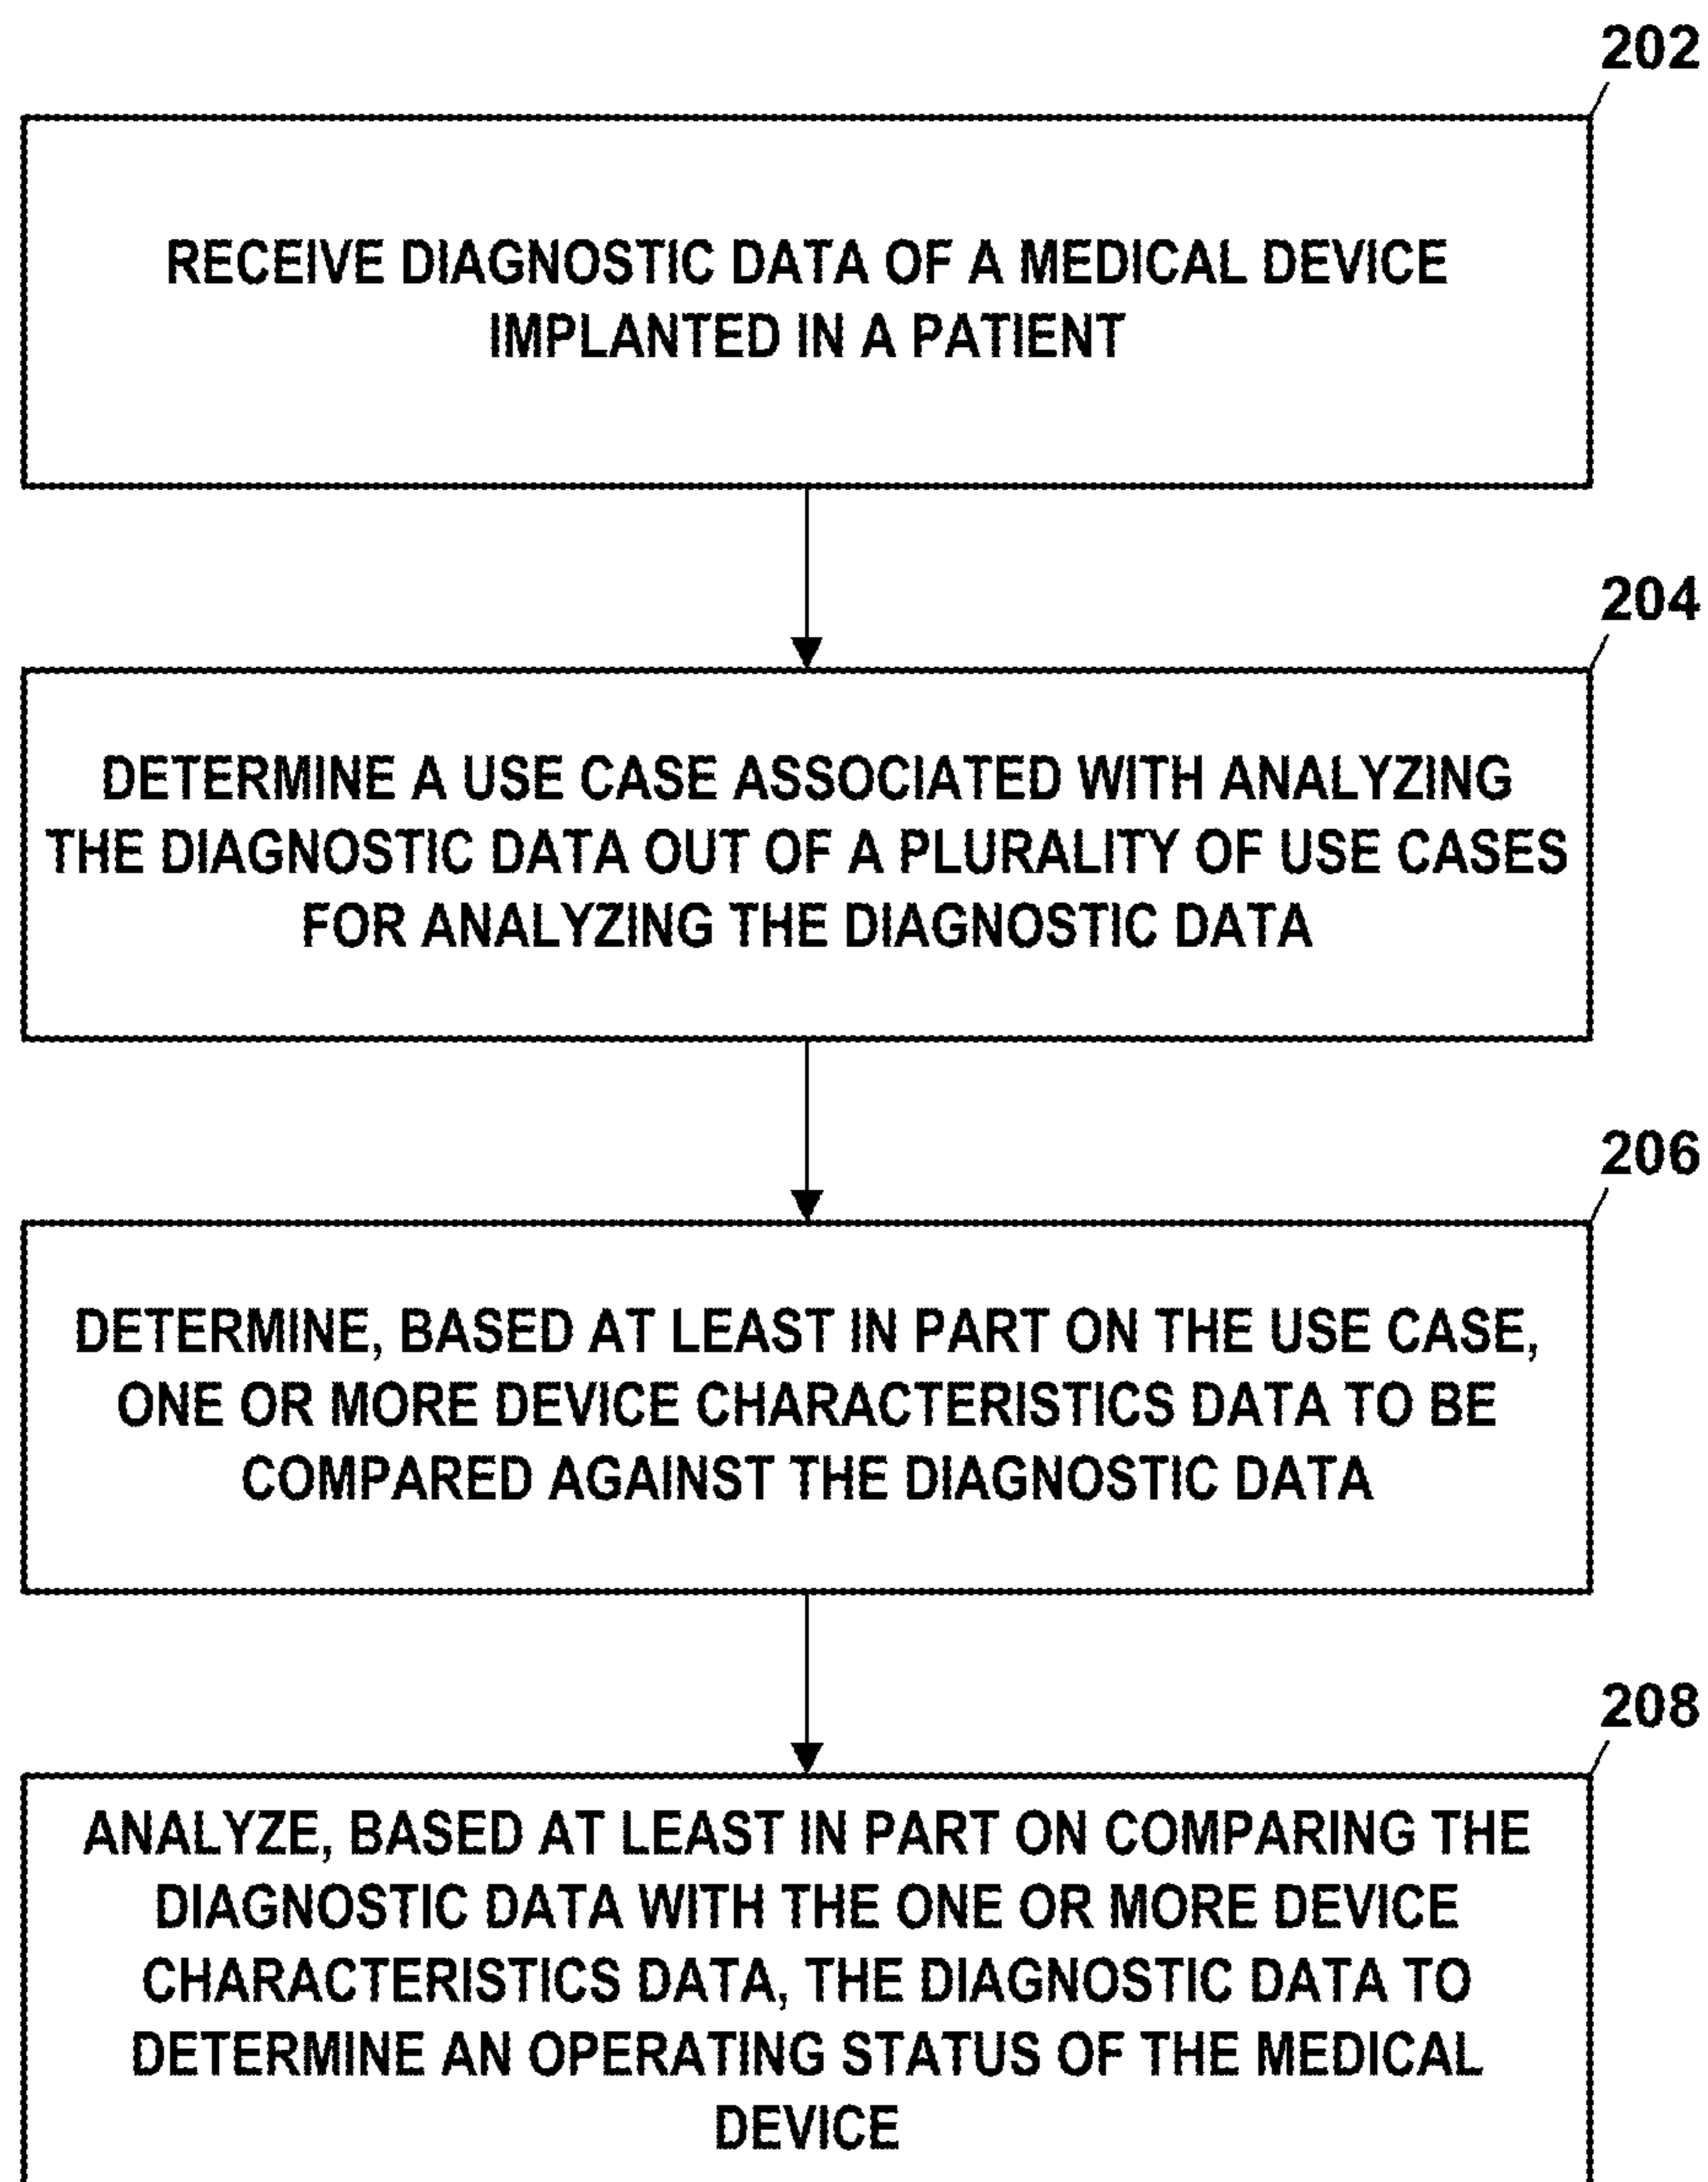 202
RECEIVE DIAGNOSTIC DATA OF A MEDICAL DEVICE
IMPLANTED IN A PATIENT
204
DETERMINE A USE CASE ASSOCIATED WITH ANALYZING
THE DIAGNOSTIC DATA OUT OF A PLURALITY OF USE CASES
FOR ANALYZING THE DIAGNOSTIC DATA
206
DETERMINE, BASED AT LEAST IN PART ON THE USE CASE,
ONE OR MORE DEVICE CHARACTERISTICS DATA TO BE
COMPARED AGAINST THE DIAGNOSTIC DATA
208
ANALYZE, BASED AT LEAST IN PART ON COMPARING THE
DIAGNOSTIC DATA WITH THE ONE OR MORE DEVICE
CHARACTERISTICS DATA, THE DIAGNOSTIC DATA TO
DETERMINE AN OPERATING STATUS OF THE MEDICAL
DEVICE